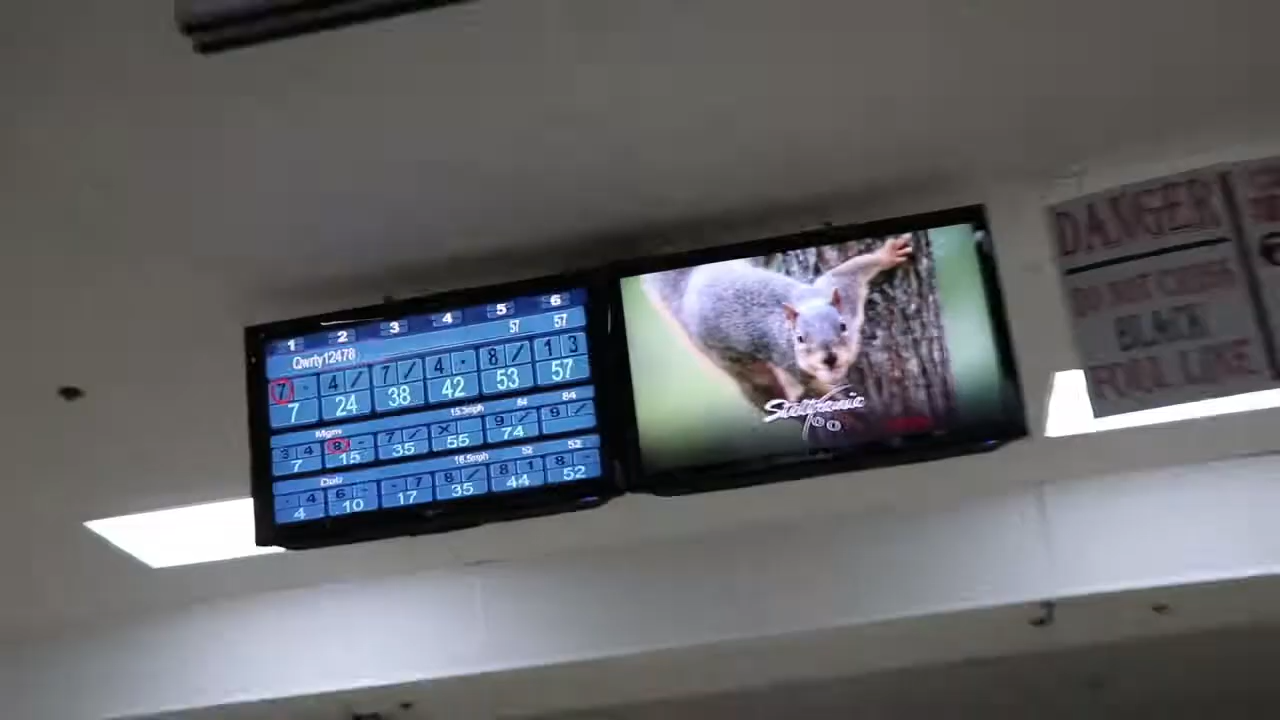 1 2 3 4 5 6
Qwrty12478 57 57
7 - 4 / 7 / 4 - 8 / 1 3
7 24 38 42 53 57
Mgm 15.3mph 84 84
3 4 8 - 7 / X 9 / 9 /
7 15 35 55 74
16.5mph 52 52
- 4 6 - - 7 8 / 8 1 8 -
4 10 17 35 44 52
Zoo
DANGER
DO NOT CROSS
BLACK
FOUL LINE